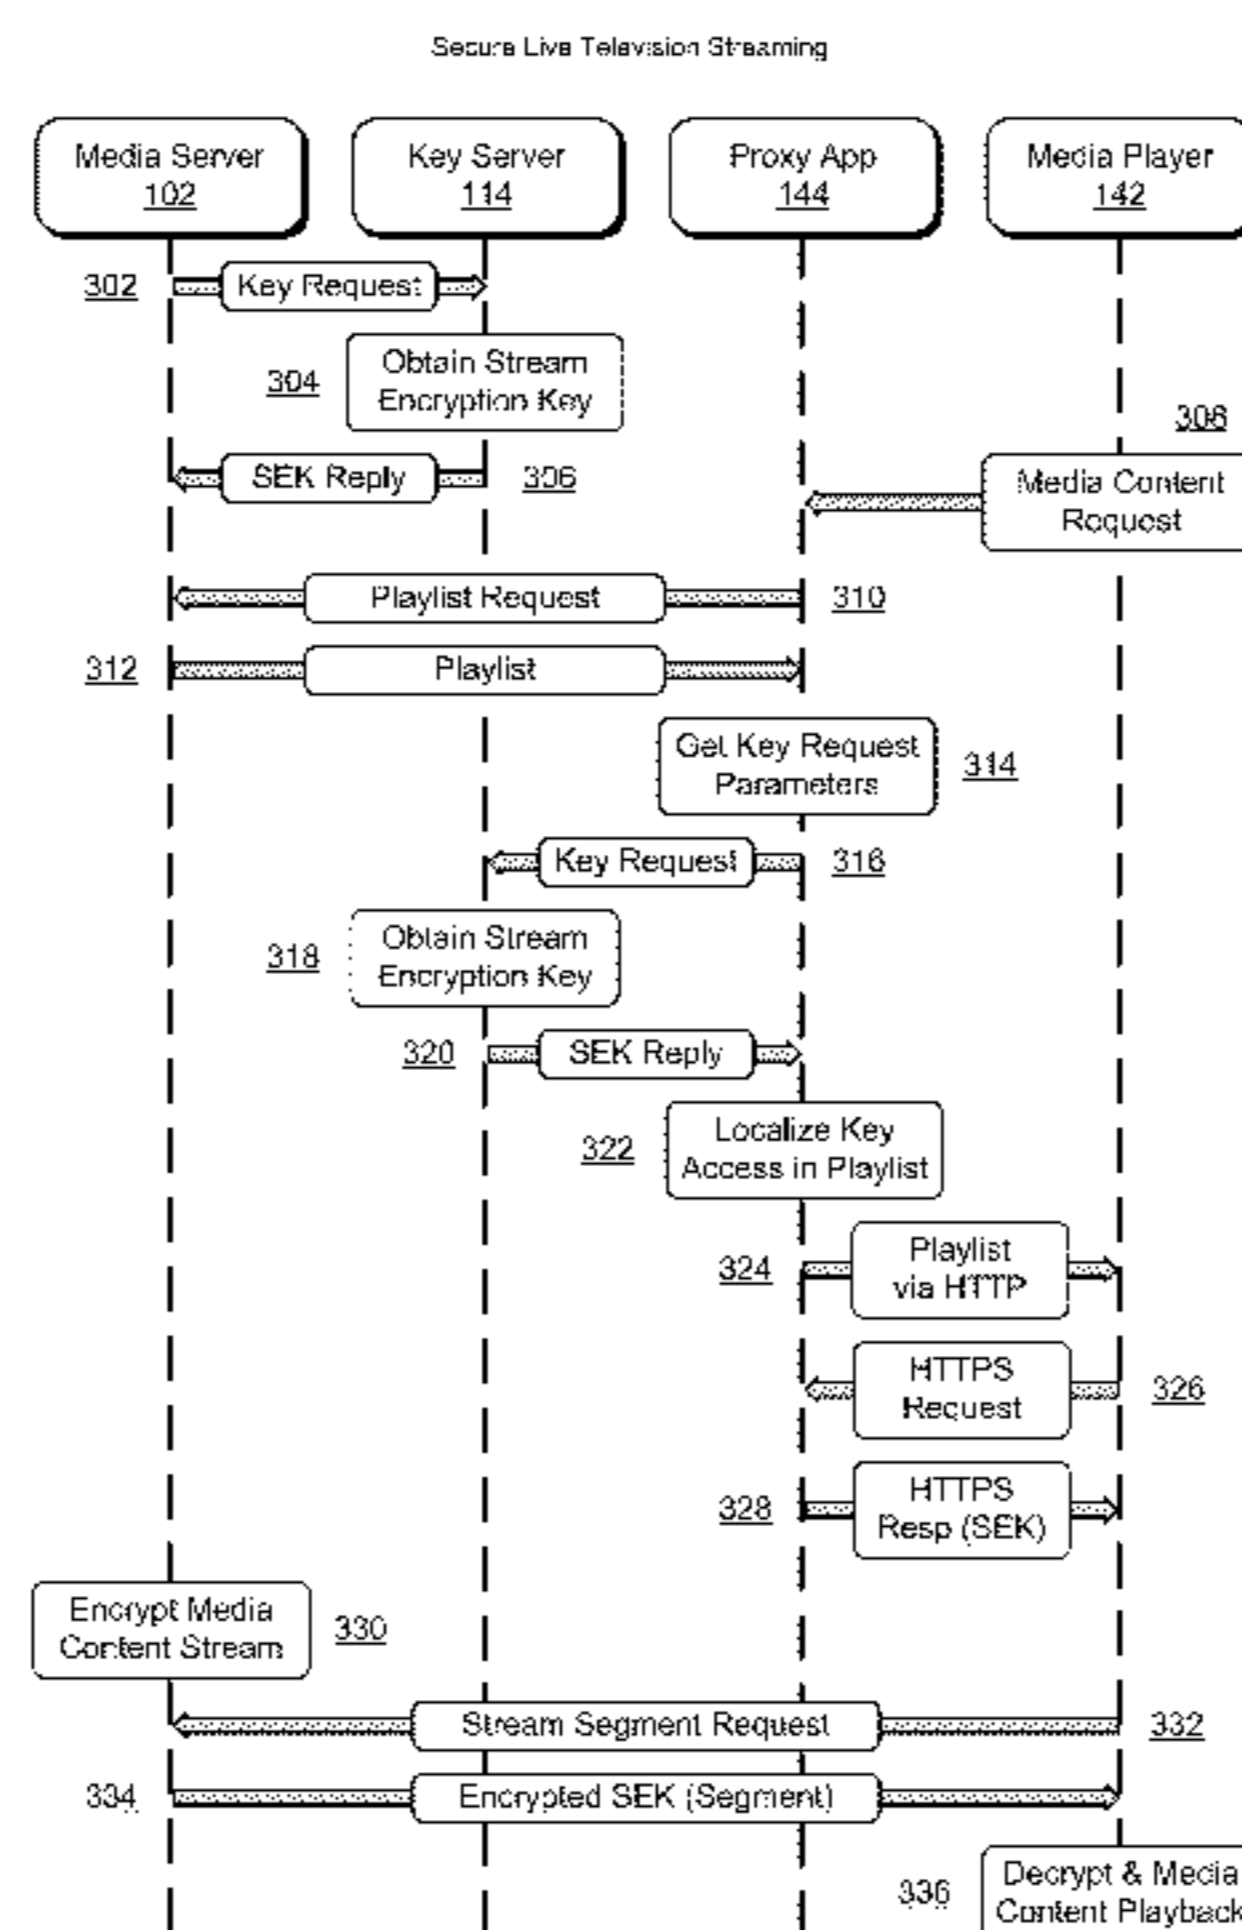 Secure Live Television Streaming
Media Server
102
Key Server
114
Proxy App
144
Media Player
142
302
Key Request
304
Obtain Stream
Encryption Key
308
SEK Reply
306
Media Content
Request
Playlist Request
310
312
Playlist
Get Key Request
Parameters
314
Key Request
316
318
Obtain Stream
Encryption Key
320
SEK Reply
322
Localize Key
Access in Playlist
324
Playlist
via HTTP
HTTPS
Request
326
328
HTTPS
Resp (SEK)
Encrypt Media
Content Stream
330
Stream Segment Request
332
334
Encrypted SEK (Segment)
336
Decrypt & Media
Content Playback